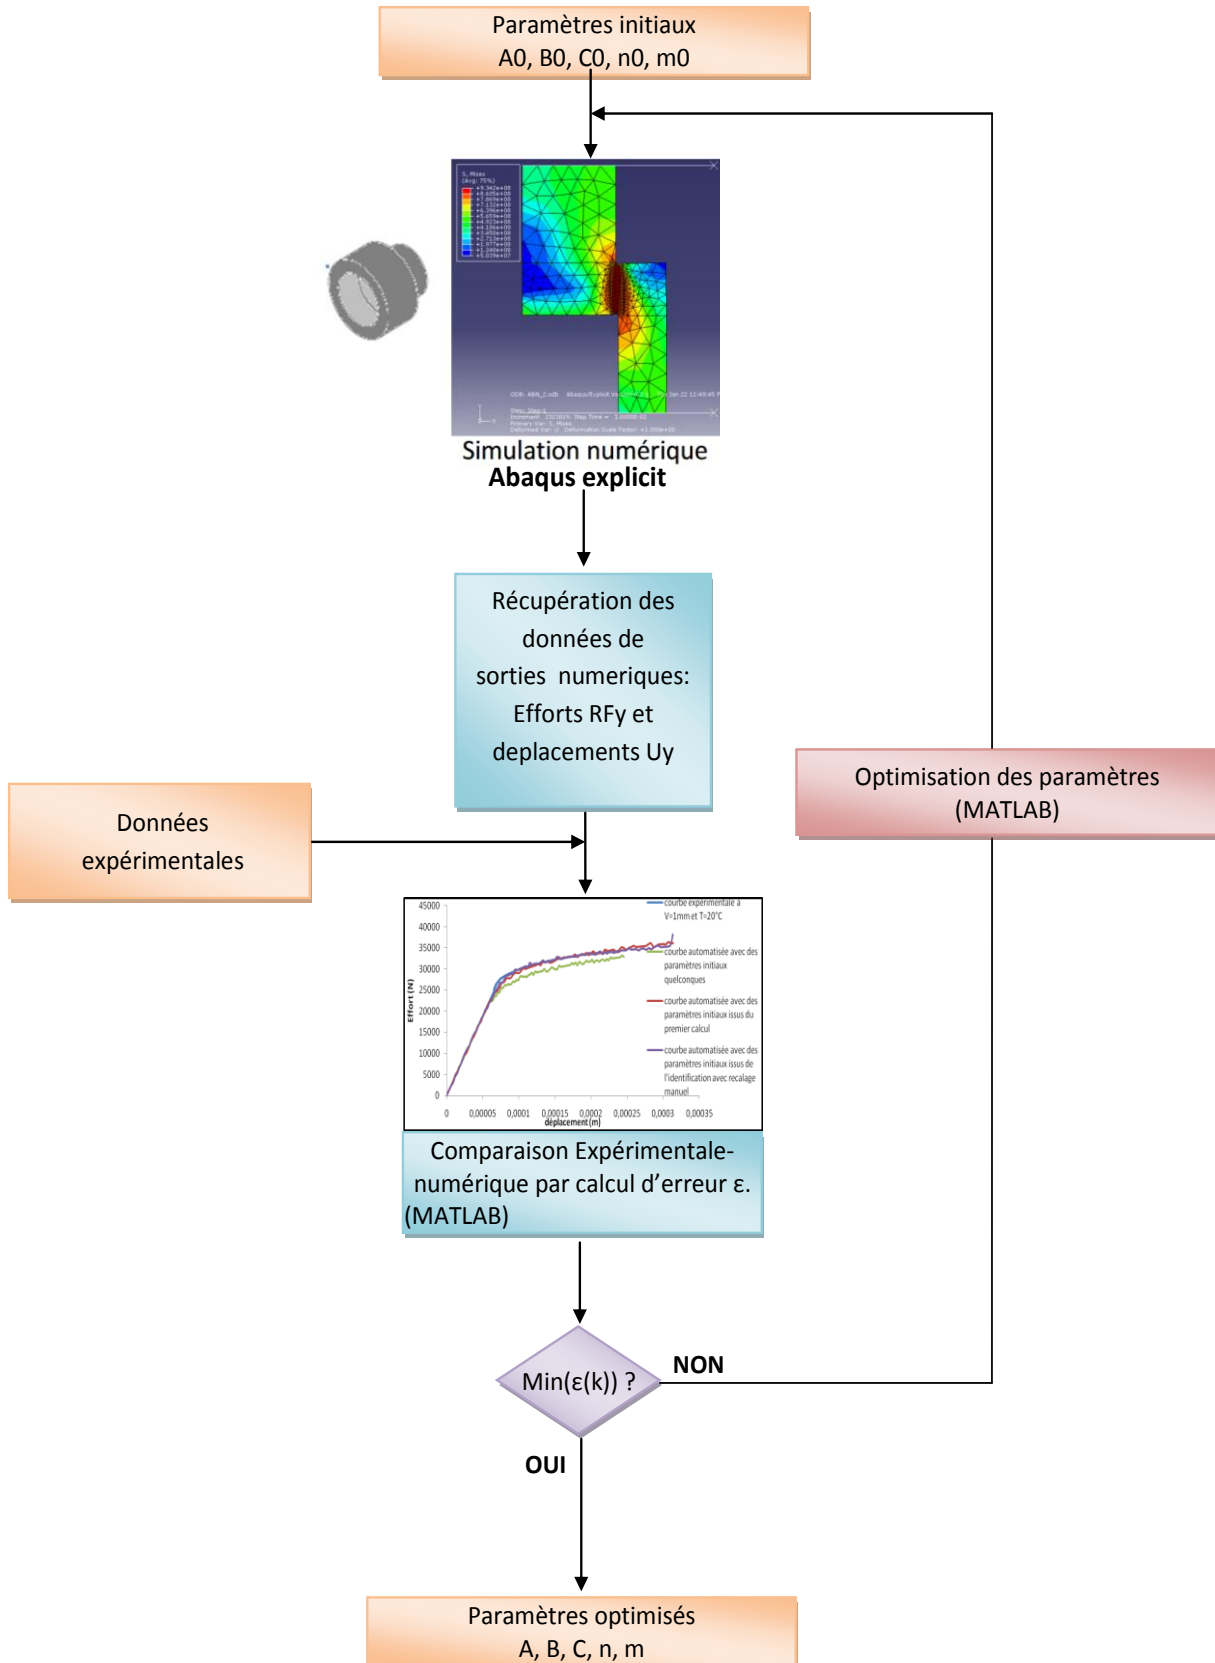 Paramètres initiaux
A0, B0, C0, n0, m0
S, Mises
(Avg: 75%)
Simulation numérique
Abaqus explicit
Récupération des
données de
sorties numeriques:
Efforts RFy et
deplacements Uy
Optimisation des paramètres
(MATLAB)
Données
expérimentales
45000
40000
35000
30000
25000
20000
15000
10000
5000
0
Effort (N)
0 0,00005 0,0001 0,00015 0,0002 0,00025 0,0003 0,00035
déplacement (m)
courbe expérimentale à
V=1mm et T=20°C
courbe automatisée avec des
paramètres initiaux
quelconques
courbe automatisée avec des
paramètres initiaux issus du
premier calcul
courbe automatisée avec des
paramètres initiaux issus de
l'identification avec recalage
manuel
Comparaison Expérimentale-
numérique par calcul d'erreur ε.
(MATLAB)
Min(ε(k)) ?
NON
OUI
Paramètres optimisés
A, B, C, n, m